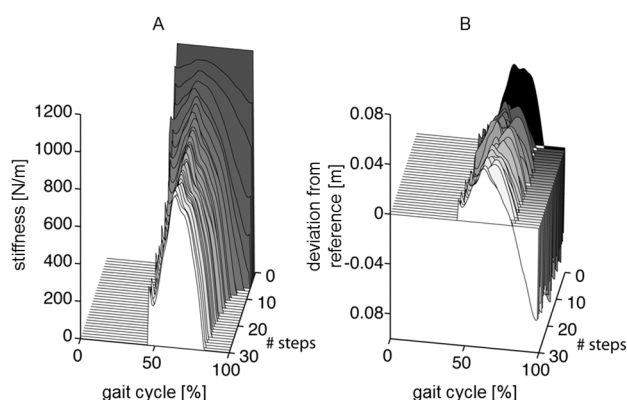 A
B
stiffness [N/m]
1200
1000
800
600
400
200
0
0
50
100
gait cycle [%]
0
10
20
30
# steps
deviation from
reference [m]
0.08
0.04
0
-0.04
0.08
0
50
100
gait cycle [%]
0
10
20
30
# steps